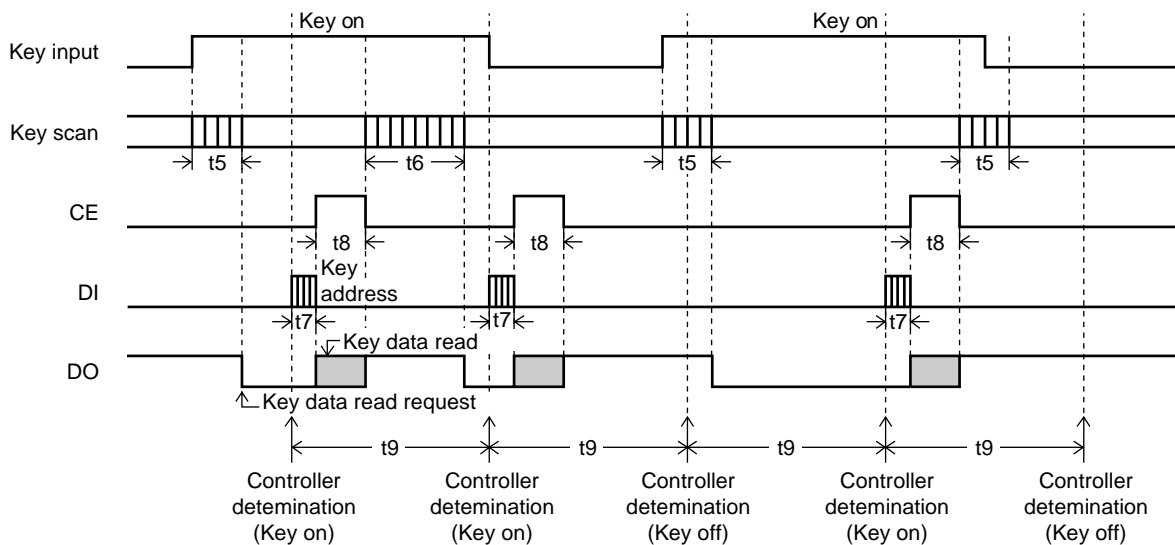 Key on
Key on
Key input
Key scan
t5
t6
t5
t5
CE
t8
t8
t8
Key
address
DI
t7
t7
t7
Key data read
DO
Key data read request
t9
t9
t9
t9
Controller
detemination
(Key on)
Controller
detemination
(Key on)
Controller
detemination
(Key off)
Controller
detemination
(Key on)
Controller
detemination
(Key off)